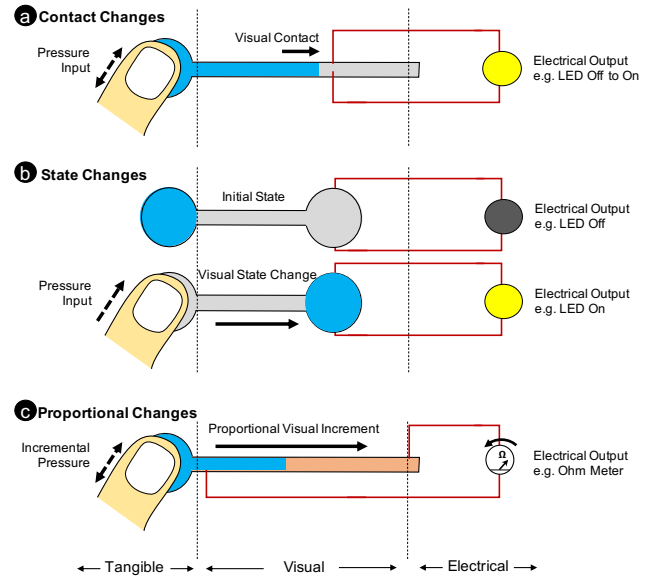 a Contact Changes
Visual Contact
Pressure
Input
Electrical Output
e.g. LED Off to On
b State Changes
Initial State
Electrical Output
e.g. LED Off
Visual State Change
Pressure
Input
Electrical Output
e.g. LED On
c Proportional Changes
Proportional Visual Increment
Incremental
Pressure
Ω
Electrical Output
e.g. Ohm Meter
Tangible
Visual
Electrical